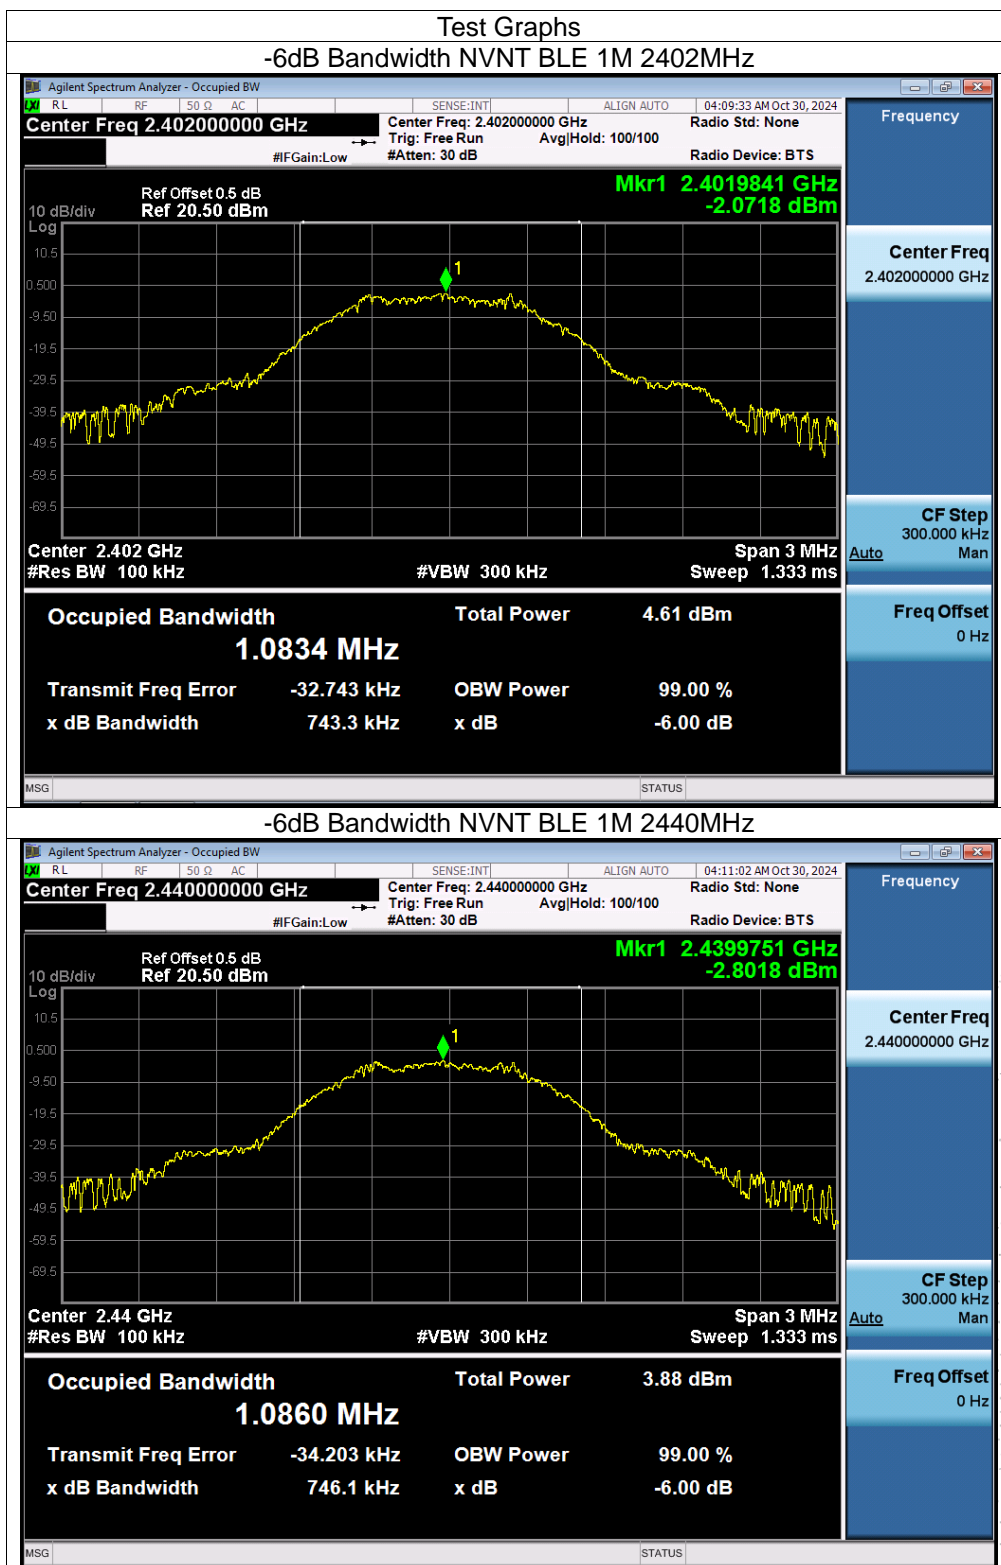 Test Graphs
-6dB Bandwidth NVNT BLE 1M 2402MHz
Agilent Spectrum Analyzer - Occupied BW
LXI RL RF 50 Ω AC SENSE:INT ALIGN AUTO 04:09:33 AM Oct 30, 2024
Center Freq 2.402000000 GHz Center Freq: 2.402000000 GHz Radio Std: None
Trig: Free Run Avg|Hold: 100/100
#IFGain:Low #Atten: 30 dB Radio Device: BTS
Frequency
Mkr1 2.4019841 GHz
-2.0718 dBm
Ref Offset 0.5 dB
10 dB/div Ref 20.50 dBm
Log
10.5
0.500
-9.50
-19.5
-29.5
-39.5
-49.5
-59.5
-69.5
1
Center Freq
2.402000000 GHz
CF Step
300.000 kHz
Auto Man
Freq Offset
0 Hz
Center 2.402 GHz Span 3 MHz
#Res BW 100 kHz #VBW 300 kHz Sweep 1.333 ms
Occupied Bandwidth Total Power 4.61 dBm
1.0834 MHz
Transmit Freq Error -32.743 kHz OBW Power 99.00 %
x dB Bandwidth 743.3 kHz x dB -6.00 dB
MSG STATUS
-6dB Bandwidth NVNT BLE 1M 2440MHz
Agilent Spectrum Analyzer - Occupied BW
LXI RL RF 50 Ω AC SENSE:INT ALIGN AUTO 04:11:02 AM Oct 30, 2024
Center Freq 2.440000000 GHz Center Freq: 2.440000000 GHz Radio Std: None
Trig: Free Run Avg|Hold: 100/100
#IFGain:Low #Atten: 30 dB Radio Device: BTS
Frequency
Mkr1 2.4399751 GHz
-2.8018 dBm
Ref Offset 0.5 dB
10 dB/div Ref 20.50 dBm
Log
10.5
0.500
-9.50
-19.5
-29.5
-39.5
-49.5
-59.5
-69.5
1
Center Freq
2.440000000 GHz
CF Step
300.000 kHz
Auto Man
Freq Offset
0 Hz
Center 2.44 GHz Span 3 MHz
#Res BW 100 kHz #VBW 300 kHz Sweep 1.333 ms
Occupied Bandwidth Total Power 3.88 dBm
1.0860 MHz
Transmit Freq Error -34.203 kHz OBW Power 99.00 %
x dB Bandwidth 746.1 kHz x dB -6.00 dB
MSG STATUS